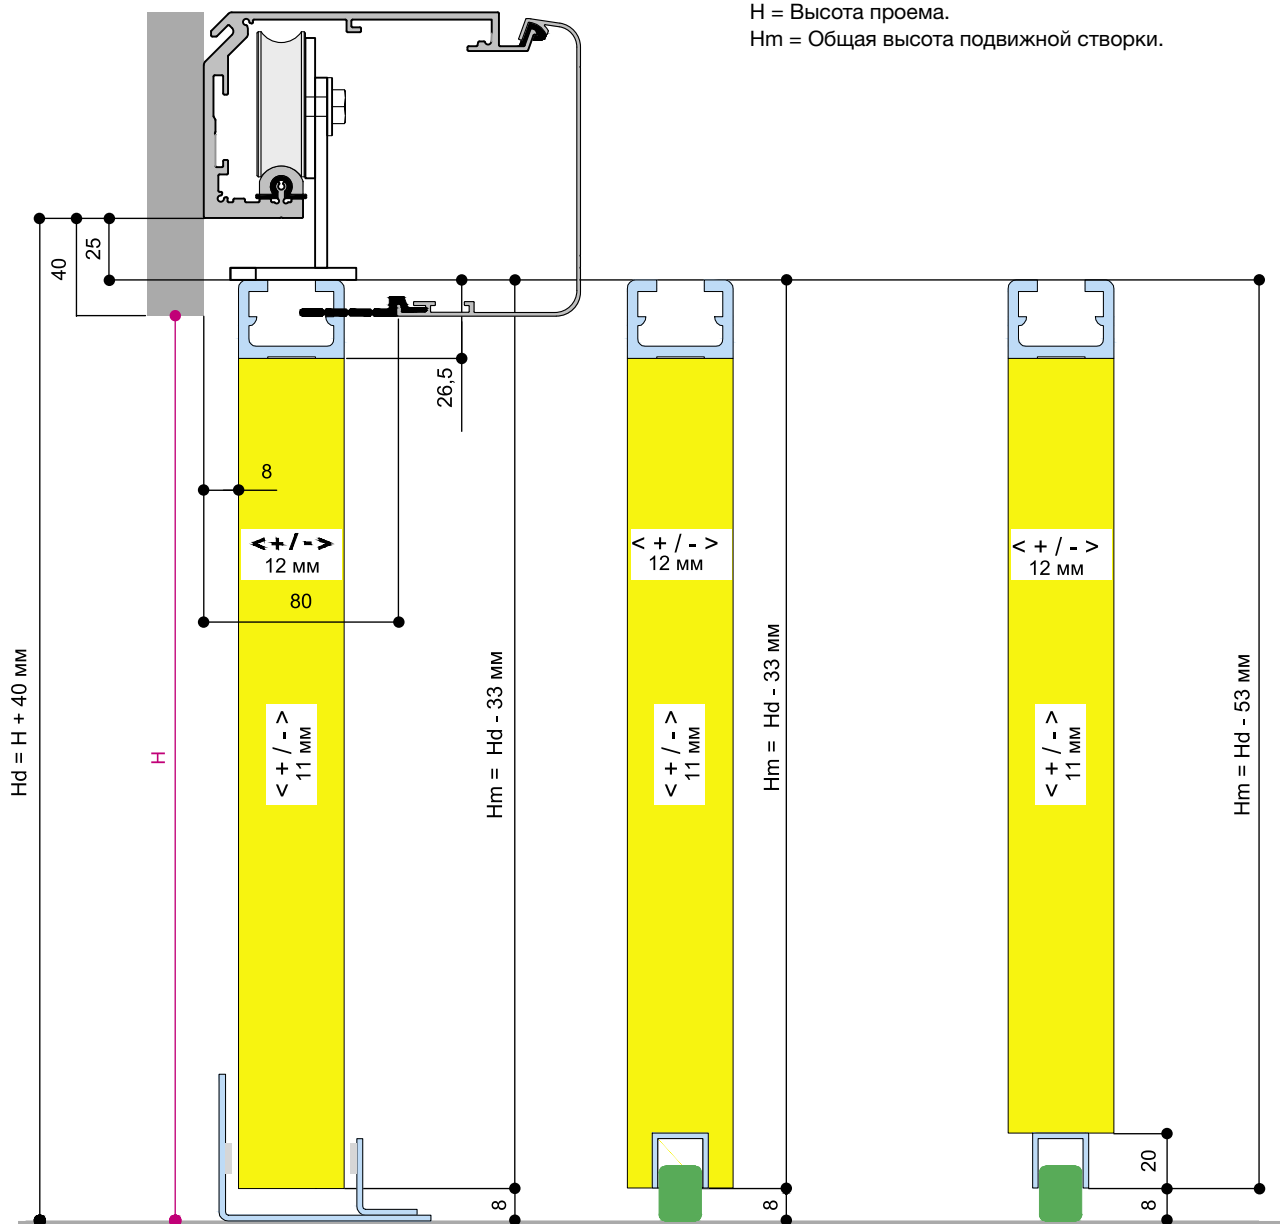 H = Высота проема.
Hm = Общая высота подвижной створки.
40
25
26,5
8
< + / - >
12 мм
80
< + / - >
11 мм
Hd = H + 40 мм
H
Hm = Hd - 33 мм
8
< + / - >
12 мм
< + / - >
11 мм
Hm = Hd - 33 мм
8
< + / - >
12 мм
< + / - >
11 мм
Hm = Hd - 53 мм
20
8